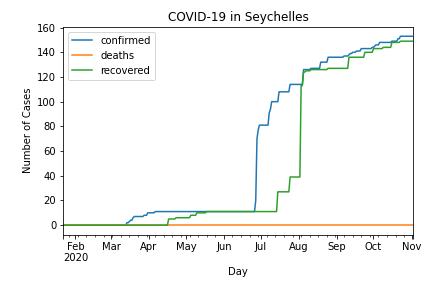 COVID-19 in Seychelles
160
140
120
100
80
60
40
20
0
Number of Cases
confirmed
deaths
recovered
Feb Mar Apr May Jun Jul Aug Sep Oct Nov
2020
Day